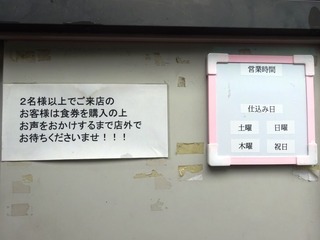 ２名様以上でご来店の
お客様は食券を購入の上
お声をおかけするまで店外で
お待ちくださいませ！！！
営業時間
仕込み日
土曜 日曜
木曜 祝日